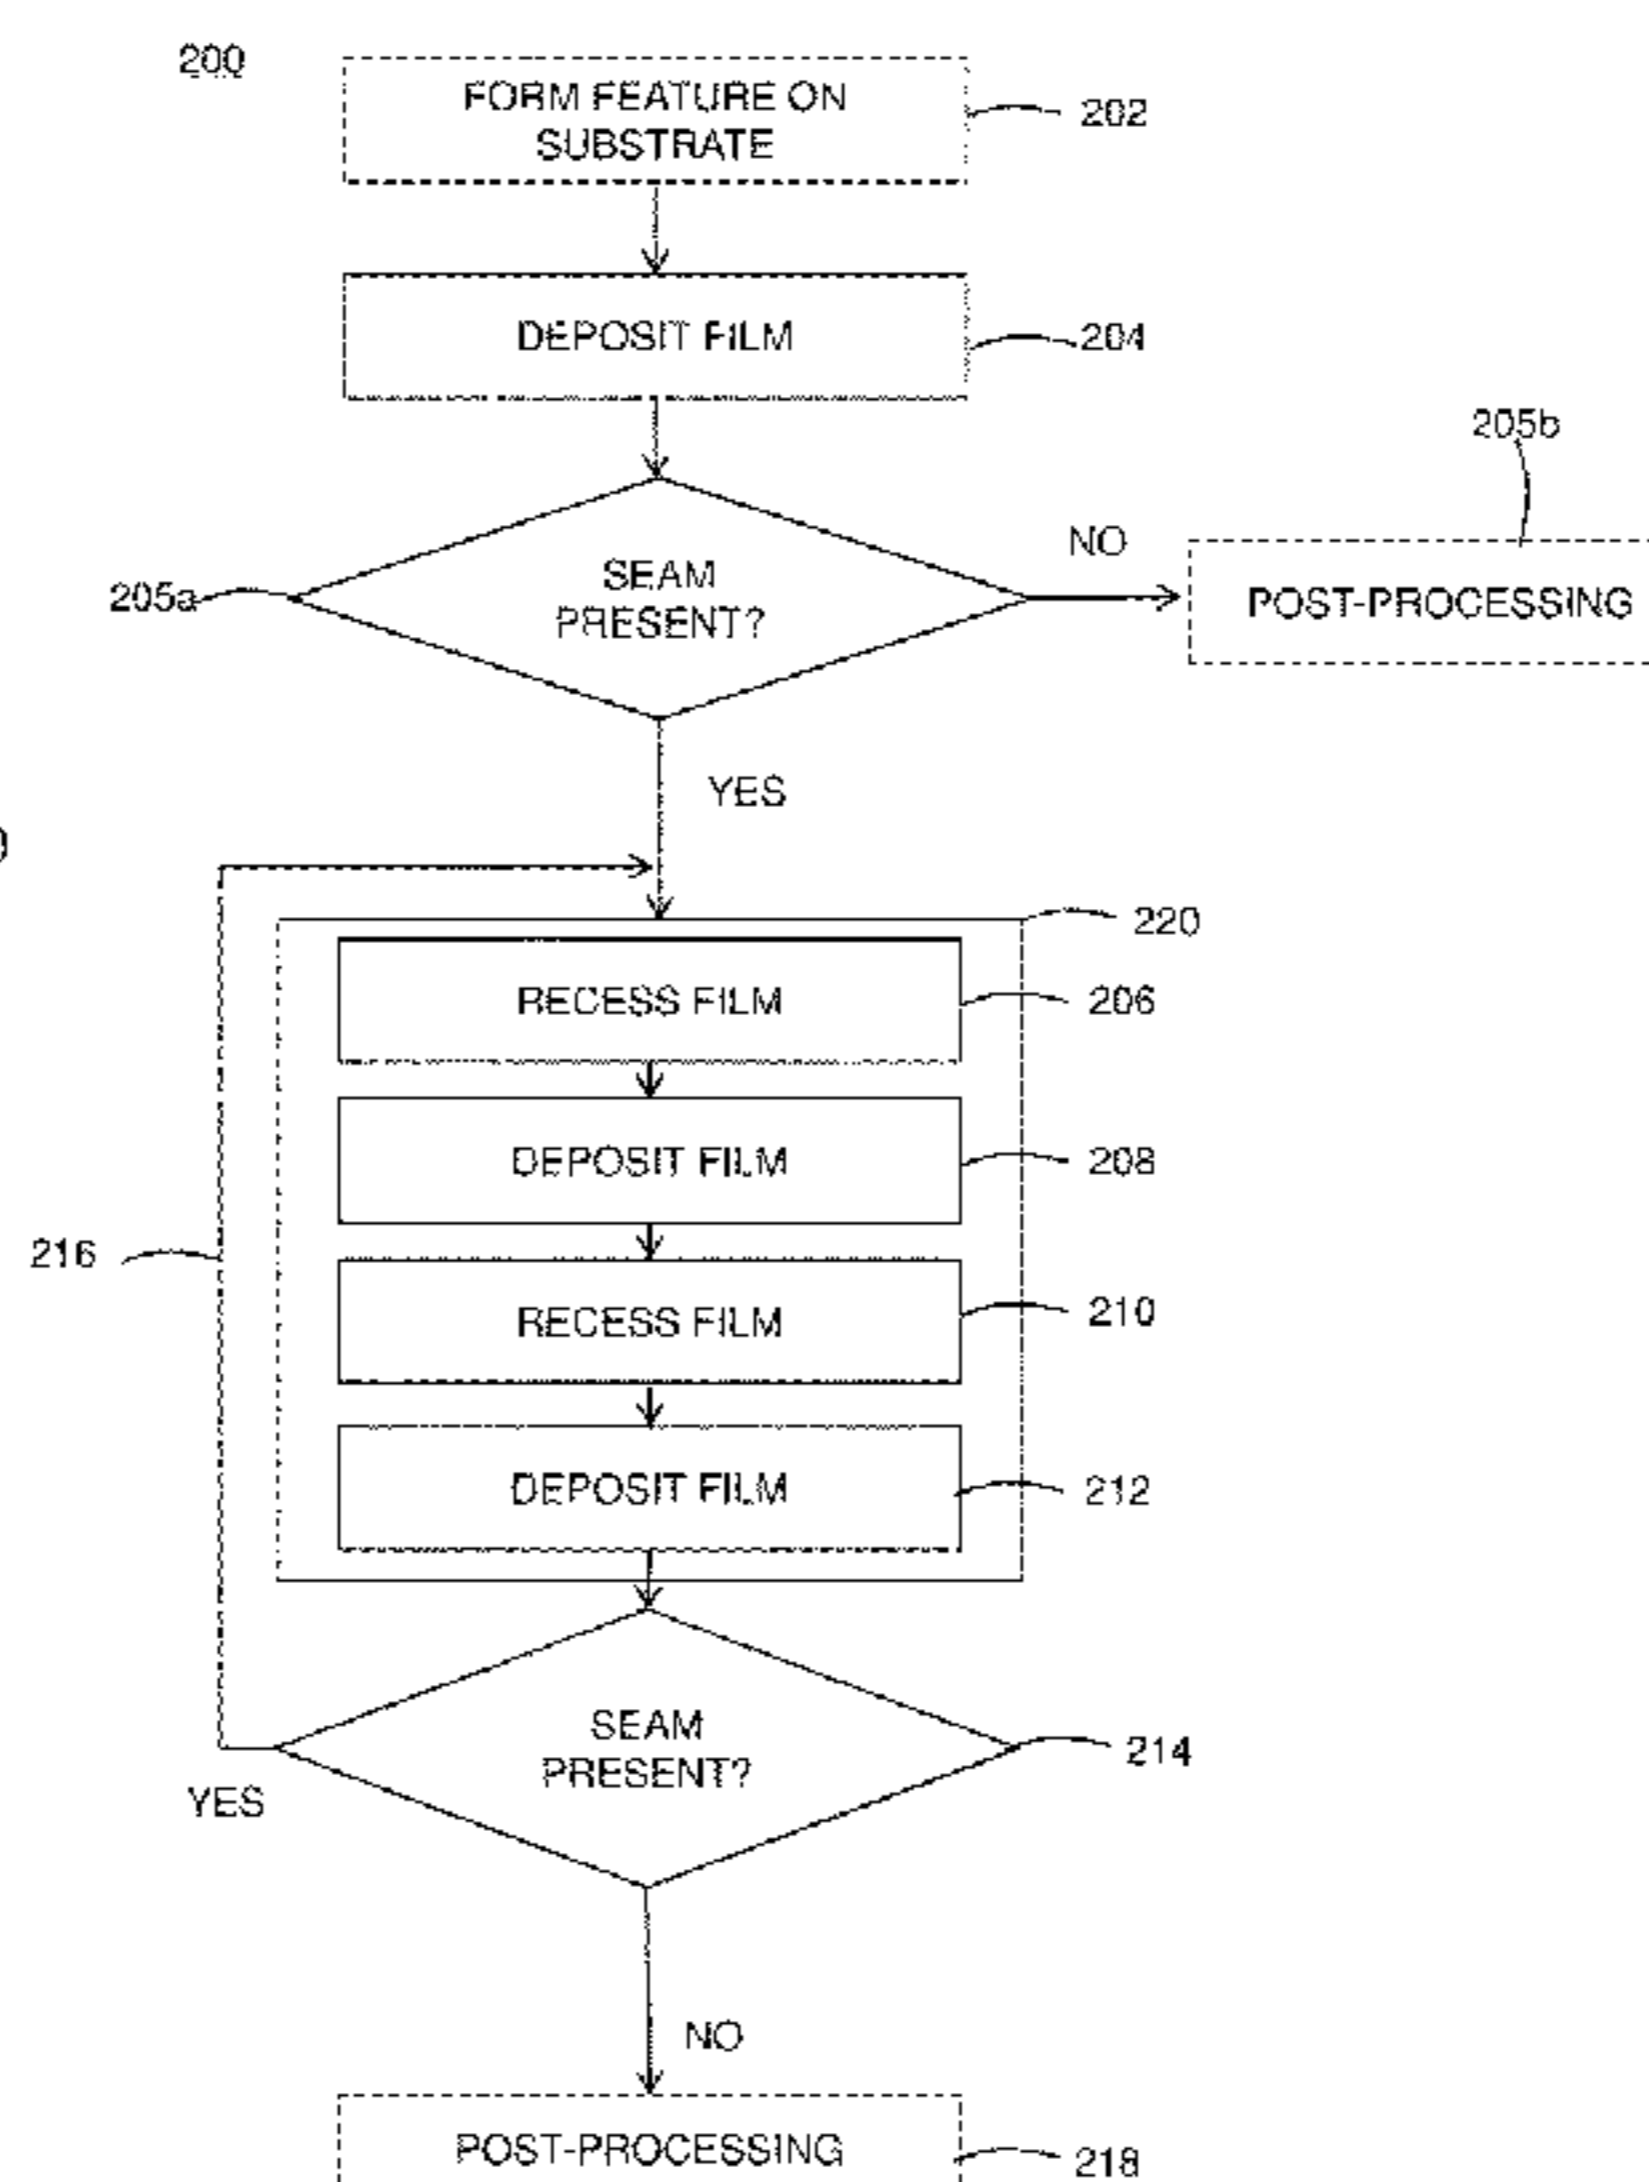 200
FORM FEATURE ON
SUBSTRATE
202
DEPOSIT FILM
204
205b
NO
205a
SEAM
PRESENT?
POST-PROCESSING
YES
220
RECESS FILM
206
DEPOSIT FILM
208
216
RECESS FILM
210
DEPOSIT FILM
212
SEAM
PRESENT?
214
YES
NO
POST-PROCESSING
218